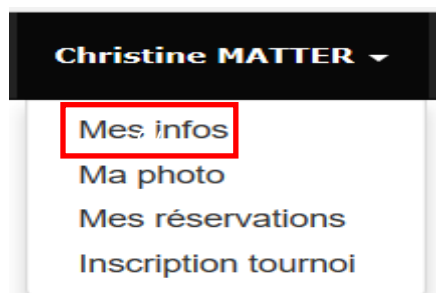 Christine MATTER
Mes infos
Ma photo
Mes réservations
Inscription tournoi